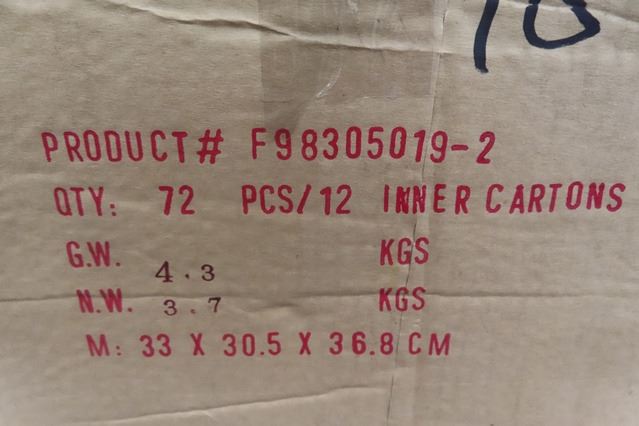 PRODUCT# F98305019-2
QTY: 72 PCS/12 INNER CARTONS
G.W. 4.3 KGS
N.W. 3.7 KGS
M: 33 X 30.5 X 36.8 CM